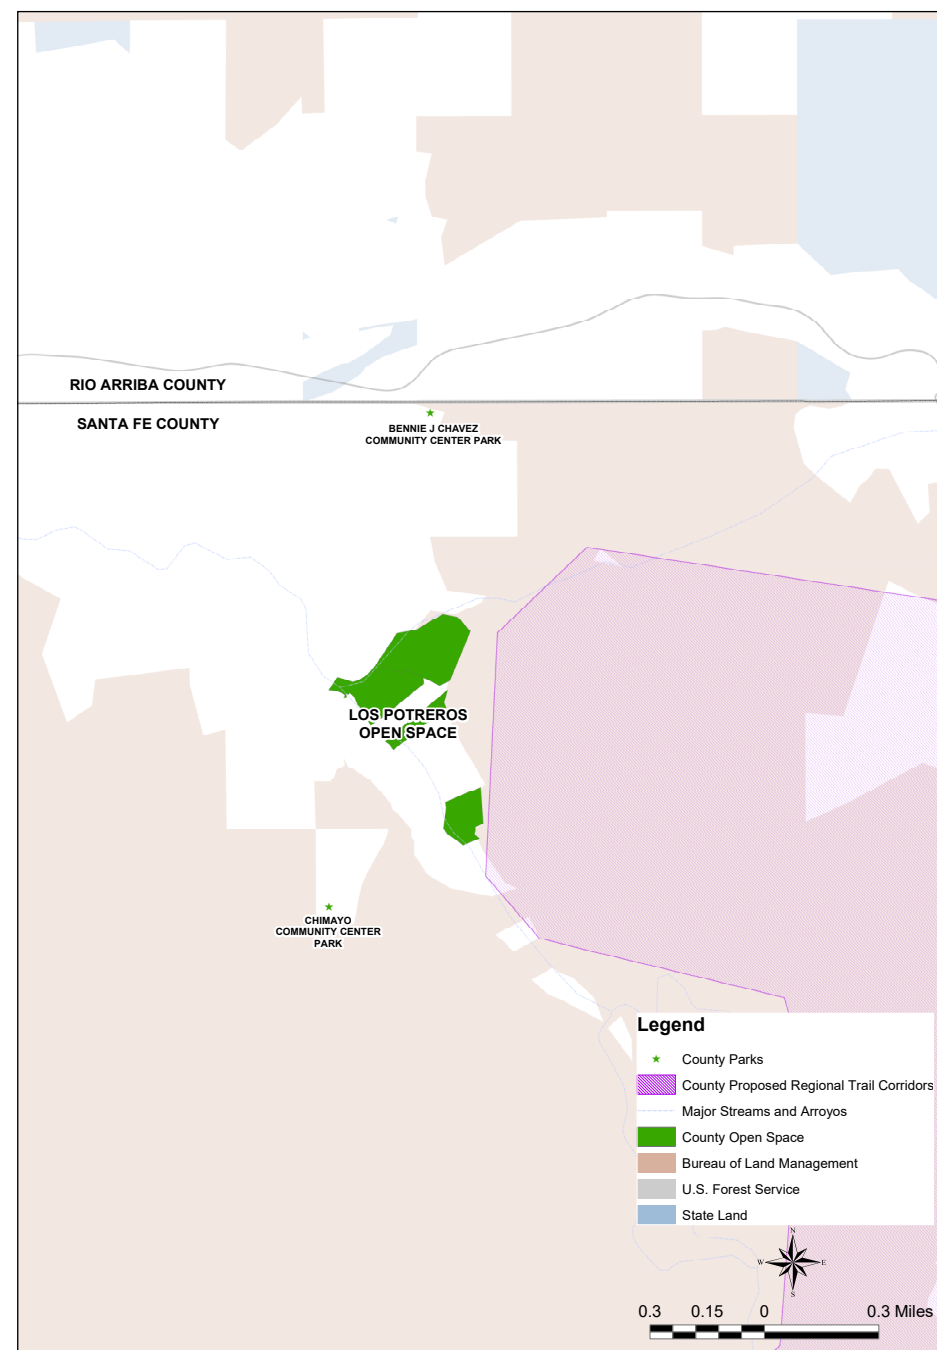 RIO ARRIBA COUNTY
SANTA FE COUNTY
BENNIE J CHAVEZ
COMMUNITY CENTER PARK
LOS POTREROS
OPEN SPACE
CHIMAYO
COMMUNITY CENTER
PARK
Legend
County Parks
County Proposed Regional Trail Corridors
Major Streams and Arroyos
County Open Space
Bureau of Land Management
U.S. Forest Service
State Land
N
W E
S
0.3 0.15 0 0.3 Miles